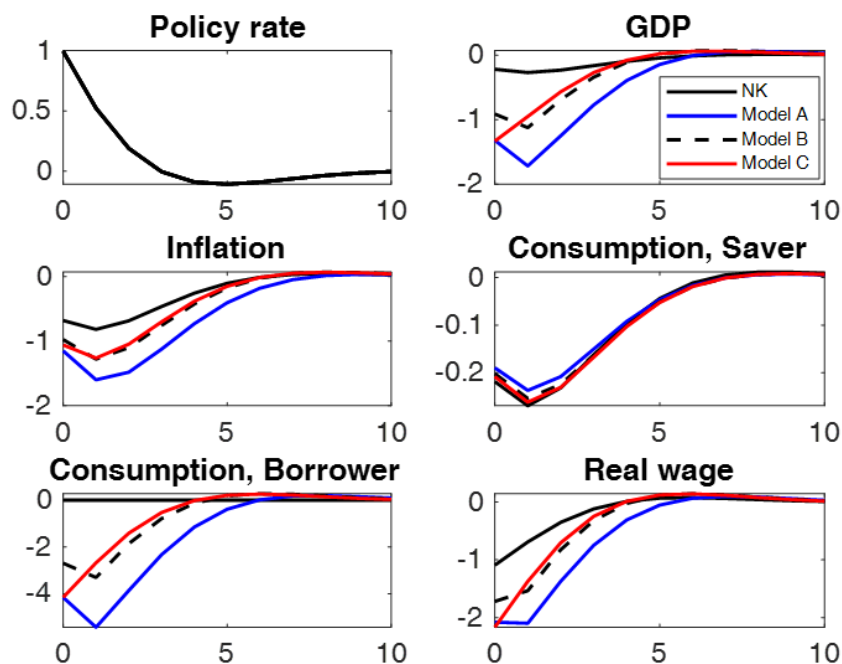 Policy rate
1
0.5
0
0 5 10
GDP
0
-1
-2
0 5 10
NK
Model A
Model B
Model C
Inflation
0
-1
-2
0 5 10
Consumption, Saver
0
-0.1
-0.2
0 5 10
Consumption, Borrower
0
-2
-4
0 5 10
Real wage
0
-1
-2
0 5 10